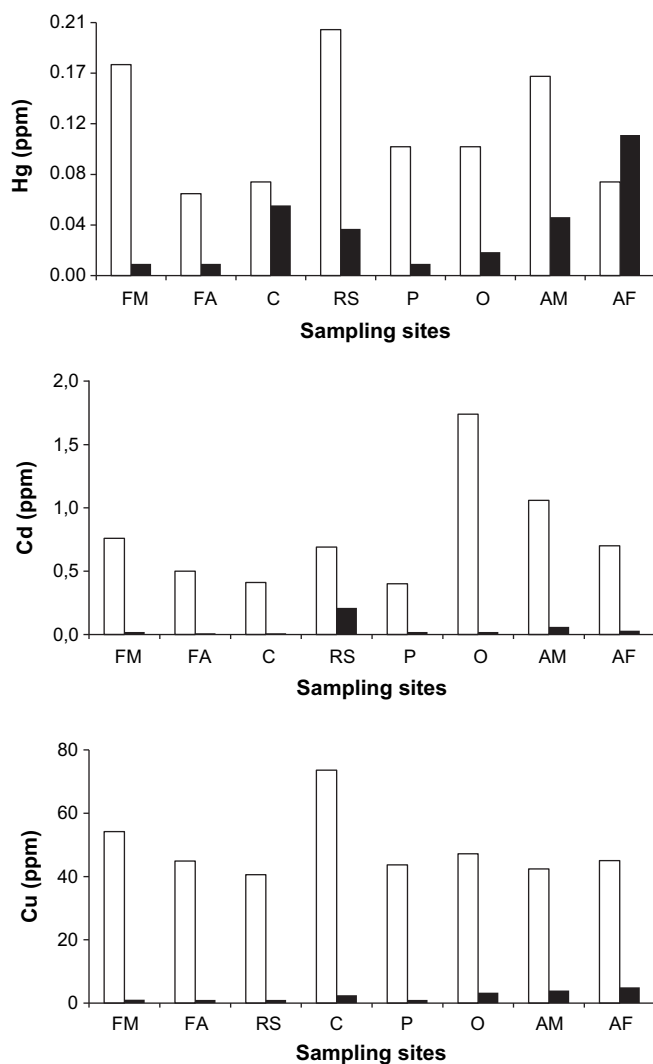 0.21
0.17
0.12
0.08
0.04
0.00
Hg (ppm)
FM FA C RS P O AM AF
Sampling sites
2,0
1,5
1,0
0,5
0,0
Cd (ppm)
FM FA C RS P O AM AF
Sampling sites
80
60
40
20
0
Cu (ppm)
FM FA RS C P O AM AF
Sampling sites